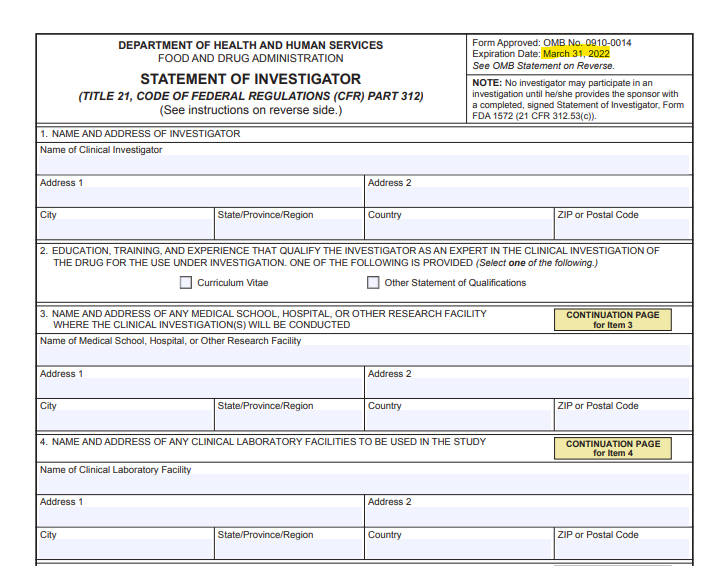 DEPARTMENT OF HEALTH AND HUMAN SERVICES
FOOD AND DRUG ADMINISTRATION
STATEMENT OF INVESTIGATOR
(TITLE 21, CODE OF FEDERAL REGULATIONS (CFR) PART 312)
(See instructions on reverse side.)
Form Approved: OMB No. 0910-0014
Expiration Date: March 31, 2022
See OMB Statement on Reverse.
NOTE: No investigator may participate in an
investigation until he/she provides the sponsor with
a completed, signed Statement of Investigator, Form
FDA 1572 (21 CFR 312.53(c)).
1. NAME AND ADDRESS OF INVESTIGATOR
Name of Clinical Investigator
Address 1
Address 2
City
State/Province/Region
Country
ZIP or Postal Code
2. EDUCATION, TRAINING, AND EXPERIENCE THAT QUALIFY THE INVESTIGATOR AS AN EXPERT IN THE CLINICAL INVESTIGATION OF
THE DRUG FOR THE USE UNDER INVESTIGATION. ONE OF THE FOLLOWING IS PROVIDED (Select one of the following.)
Curriculum Vitae
Other Statement of Qualifications
3. NAME AND ADDRESS OF ANY MEDICAL SCHOOL, HOSPITAL, OR OTHER RESEARCH FACILITY
WHERE THE CLINICAL INVESTIGATION(S) WILL BE CONDUCTED
CONTINUATION PAGE
for Item 3
Name of Medical School, Hospital, or Other Research Facility
Address 1
Address 2
City
State/Province/Region
Country
ZIP or Postal Code
4. NAME AND ADDRESS OF ANY CLINICAL LABORATORY FACILITIES TO BE USED IN THE STUDY
CONTINUATION PAGE
for Item 4
Name of Clinical Laboratory Facility
Address 1
Address 2
City
State/Province/Region
Country
ZIP or Postal Code